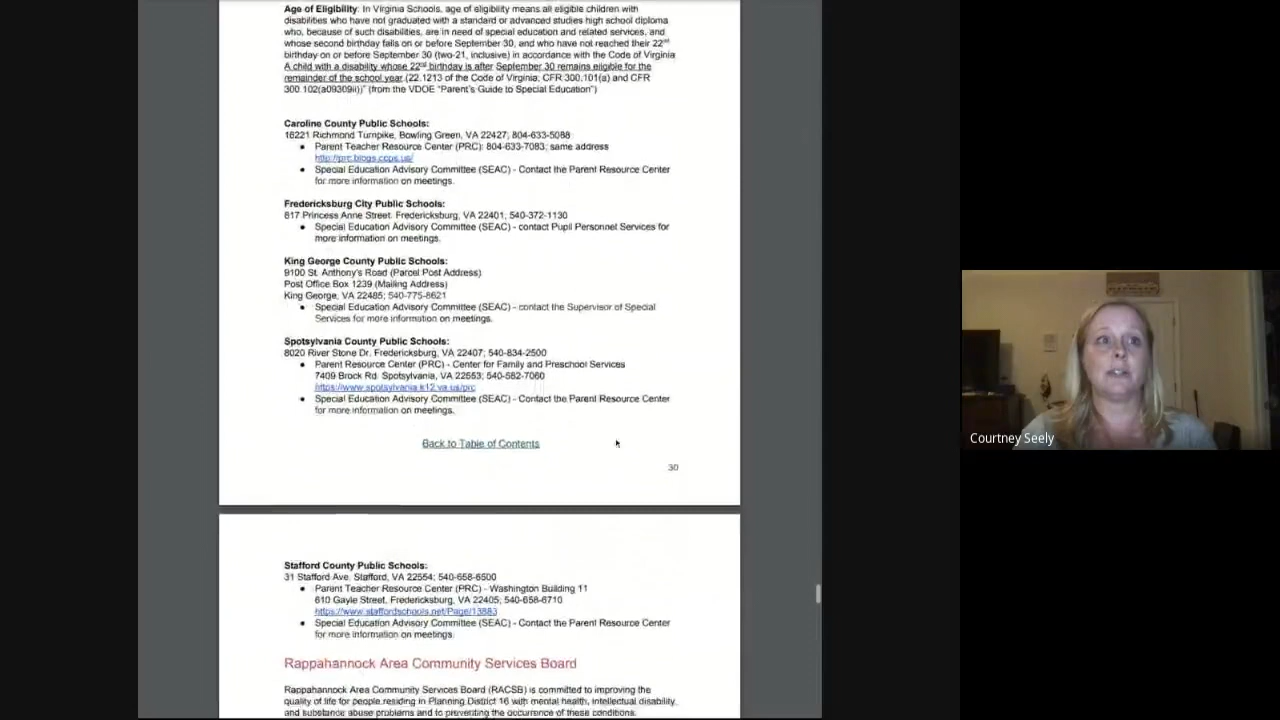 Age of Eligibility: In Virginia Schools, age of eligibility means all eligible children with
disabilities who have not graduated with a standard or advanced studies high school diploma
who, because of such disabilities, are in need of special education and related services, and
whose second birthday falls on or before September 30, and who have not reached their 22nd
birthday on or before September 30 (two-21, inclusive) in accordance with the Code of Virginia
A child with a disability whose 22nd birthday is after September 30 remains eligible for the
remainder of the school year (22.1213 of the Code of Virginia; CFR 300.101(a) and CFR
300.102(a09309ii))" (from the VDOE "Parent's Guide to Special Education")
Caroline County Public Schools:
16221 Richmond Turnpike, Bowling Green, VA 22427; 804-633-5088
• Parent Teacher Resource Center (PRC): 804-633-7083; same address
http://prc.blogs.ccps.us/
• Special Education Advisory Committee (SEAC) - Contact the Parent Resource Center
for more information on meetings.
Fredericksburg City Public Schools:
817 Princess Anne Street. Fredericksburg, VA 22401; 540-372-1130
• Special Education Advisory Committee (SEAC) - contact Pupil Personnel Services for
more information on meetings.
King George County Public Schools:
9100 St. Anthony's Road (Parcel Post Address)
Post Office Box 1239 (Mailing Address)
King George, VA 22485; 540-775-8621
• Special Education Advisory Committee (SEAC) - contact the Supervisor of Special
Services for more information on meetings.
Spotsylvania County Public Schools:
8020 River Stone Dr. Fredericksburg, VA 22407; 540-834-2500
• Parent Resource Center (PRC) - Center for Family and Preschool Services
7409 Brock Rd. Spotsylvania, VA 22553; 540-582-7060
https://www.spotsylvania.k12.va.us/prc
• Special Education Advisory Committee (SEAC) - Contact the Parent Resource Center
for more information on meetings.
Back to Table of Contents
30
Stafford County Public Schools:
31 Stafford Ave. Stafford, VA 22554; 540-658-6500
• Parent Teacher Resource Center (PRC) - Washington Building 11
610 Gayle Street, Fredericksburg, VA 22405; 540-658-6710
https://www.staffordschools.net/Page/13883
• Special Education Advisory Committee (SEAC) - Contact the Parent Resource Center
for more information on meetings.
Rappahannock Area Community Services Board
Rappahannock Area Community Services Board (RACSB) is committed to improving the
quality of life for people residing in Planning District 16 with mental health, intellectual disability,
and substance abuse problems and to preventing the occurrence of these conditions.
Courtney Seely